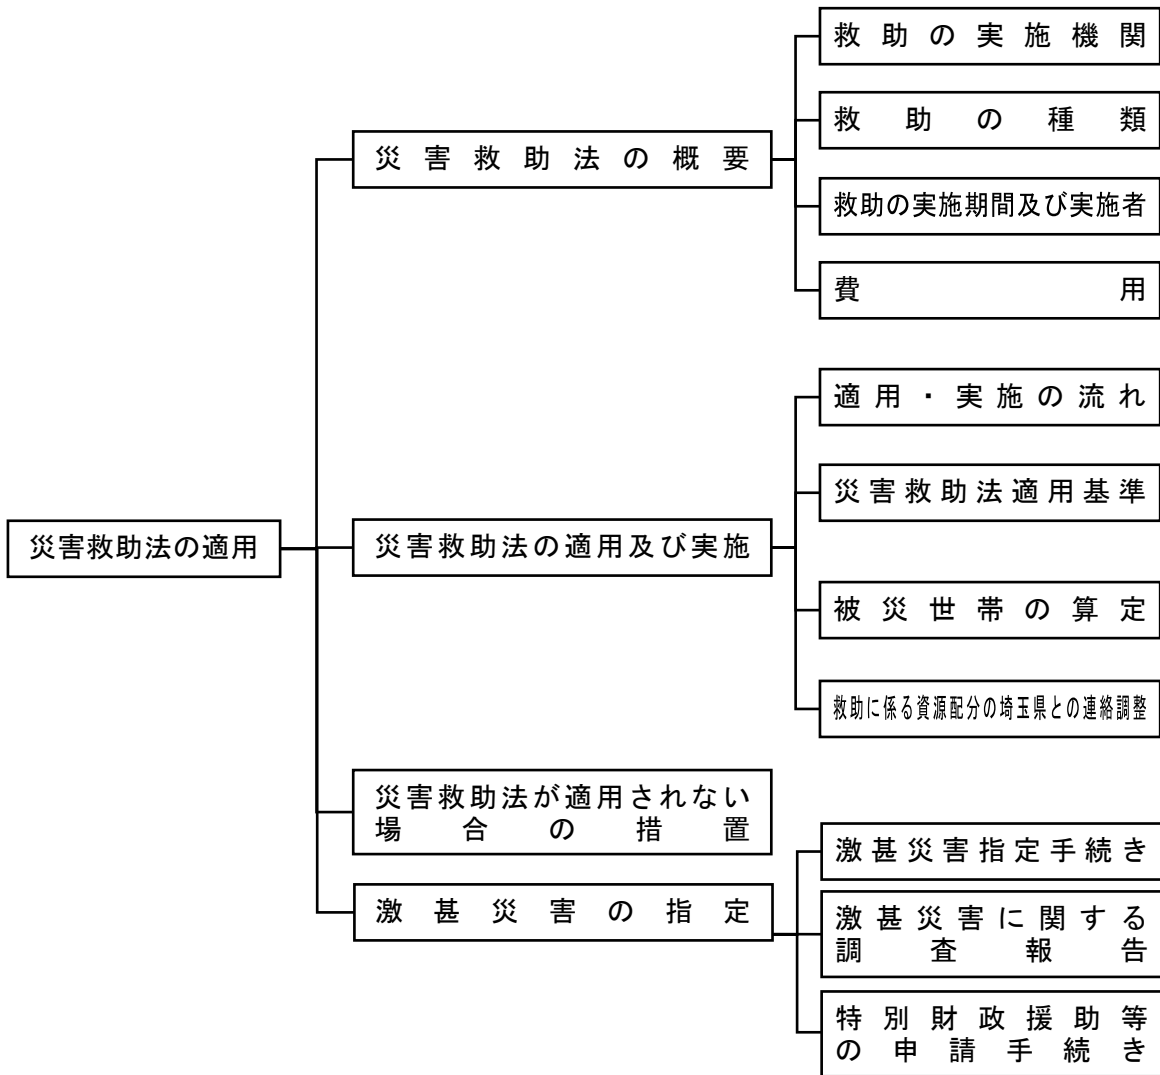 災害救助法の適用
災害救助法の概要
救助の実施機関
救助の種類
救助の実施期間及び実施者
費用
災害救助法の適用及び実施
適用・実施の流れ
災害救助法適用基準
被災世帯の算定
救助に係る資源配分の埼玉県との連絡調整
災害救助法が適用されない
場合の措置
激甚災害の指定
激甚災害指定手続き
激甚災害に関する
調査報告
特別財政援助等
の申請手続き